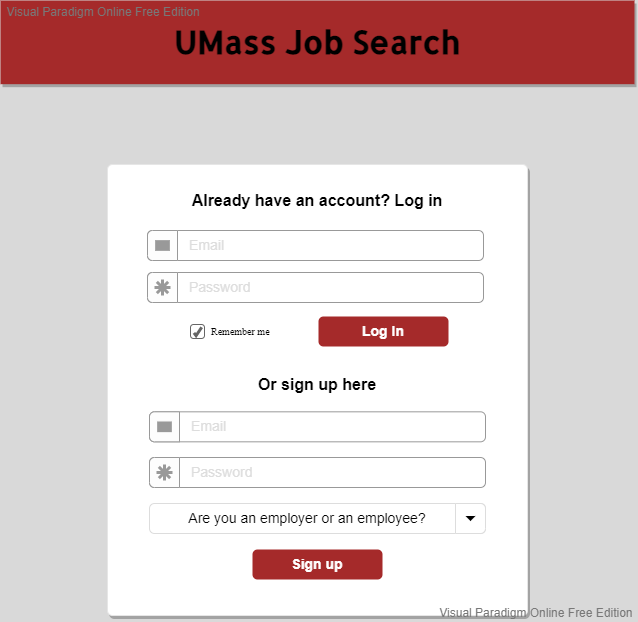 Visual Paradigm Online Free Edition
UMass Job Search
Already have an account? Log in
Email
Password
Remember me
Log In
Or sign up here
Email
Password
Are you an employer or an employee?
Sign up
Visual Paradigm Online Free Edition